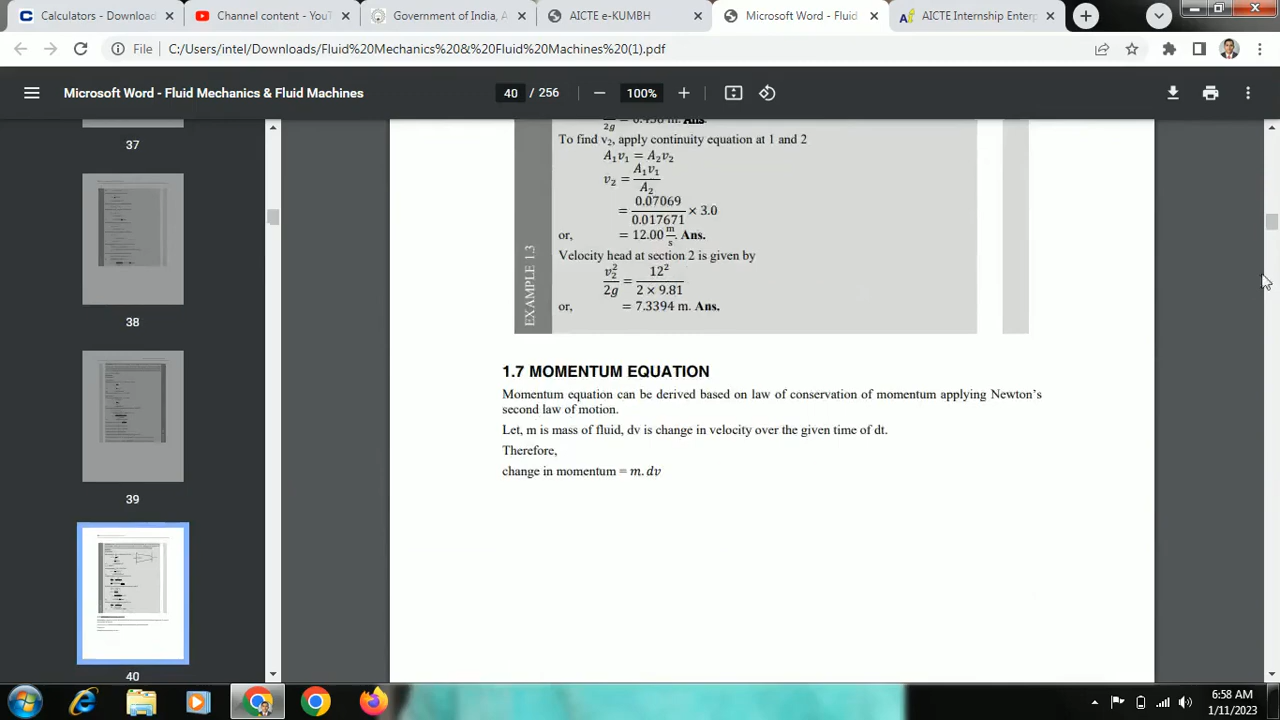 Calculators - Download
Channel content - YouT
Government of India, A
AICTE e-KUMBH
Microsoft Word - Fluid
AICTE Internship Enterp
File
C:/Users/intel/Downloads/Fluid%20Mechanics%20&%20Fluid%20Machines%20(1).pdf
Microsoft Word - Fluid Mechanics & Fluid Machines
40 / 256
100%
37
38
39
40
2g = 0.458 m. Ans.
To find v₂, apply continuity equation at 1 and 2
A₁v₁ = A₂v₂
v₂ = A₁v₁ / A₂
= 0.07069 / 0.017671 × 3.0
or, = 12.00 m/s. Ans.
Velocity head at section 2 is given by
v₂² / 2g = 12² / 2 × 9.81
or, = 7.3394 m. Ans.
EXAMPLE 1.3
1.7 MOMENTUM EQUATION
Momentum equation can be derived based on law of conservation of momentum applying Newton's
second law of motion.
Let, m is mass of fluid, dv is change in velocity over the given time of dt.
Therefore,
change in momentum = m. dv
6:58 AM
1/11/2023